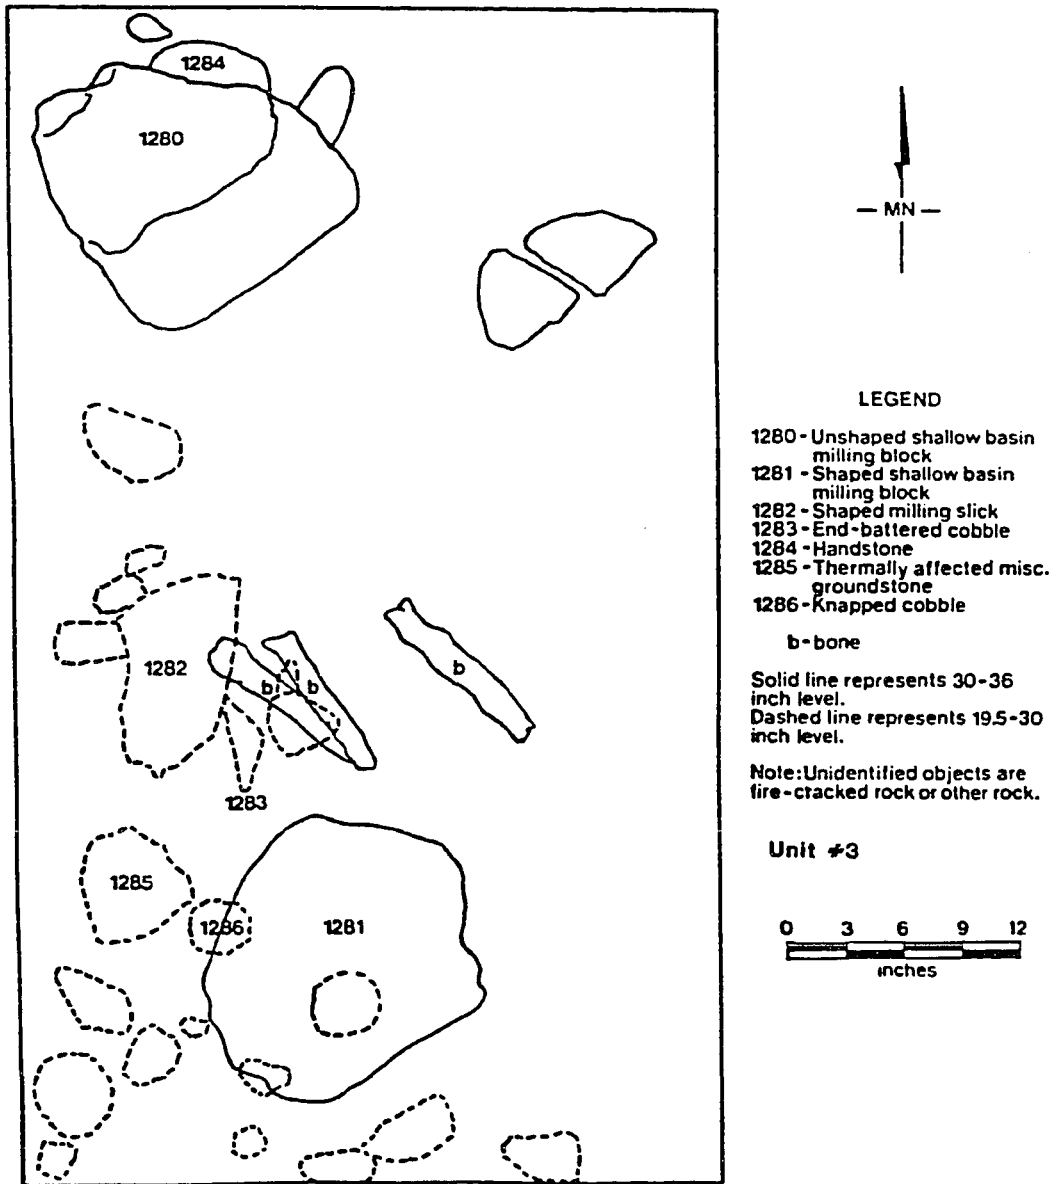 1284
1280
MN
LEGEND
1280-Unshaped shallow basin
milling block
1281-Shaped shallow basin
milling block
1282-Shaped milling slick
1283-End-battered cobble
1284-Handstone
1285-Thermally affected misc.
groundstone
1286-Knapped cobble
b-bone
Solid line represents 30-36
inch level.
Dashed line represents 19.5-30
inch level.
Note: Unidentified objects are
fire-cracked rock or other rock.
Unit #3
0 3 6 9 12
inches
1282
b
b
b
1283
1285
1286
1281